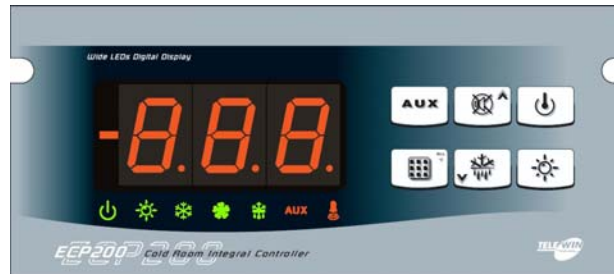 Wide LEDs Digital Display
-8.8.8.
AUX
AUX
ECP200
Cold Room Integral Controller
TELEWIN